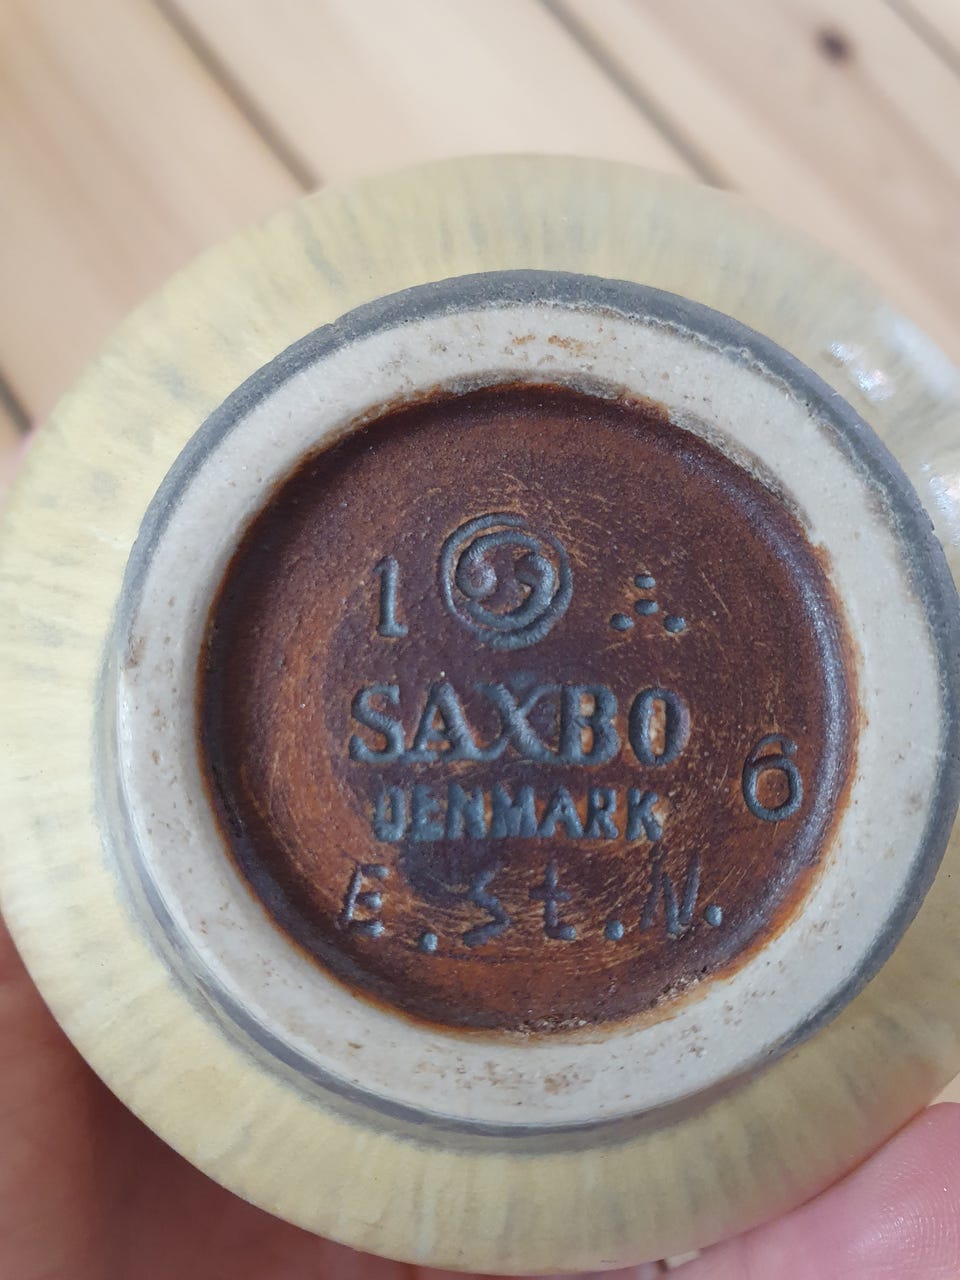 1
SAXBO
6
DENMARK
E.St.N.